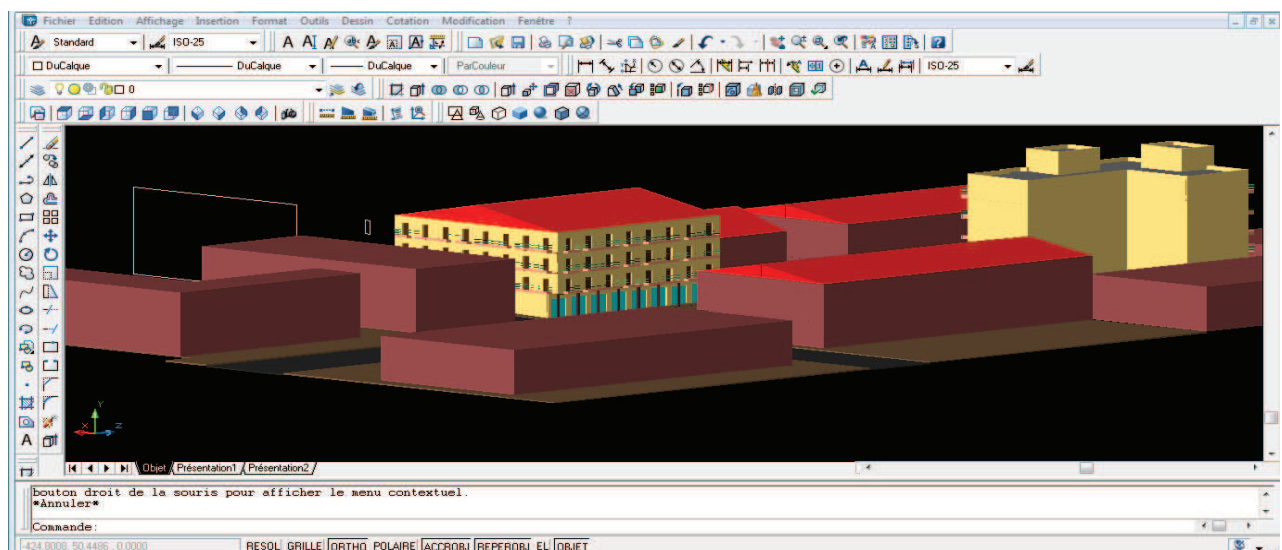 Fichier Edition Affichage Insertion Format Outils Dessin Cotation Modification Fenêtre ?
Standard ISO-25
DuCalque DuCalque DuCalque ParCouleur ISO-25
0
Y
X Z
Objet Présentation1 Présentation2
bouton droit de la souris pour afficher le menu contextuel.
*Annuler*
Commande:
-424.8008, 50.4486 , 0.0000 RESOL GRILLE ORTHO POLAIRE ACCROBJ REPEROBJ EL OBJET